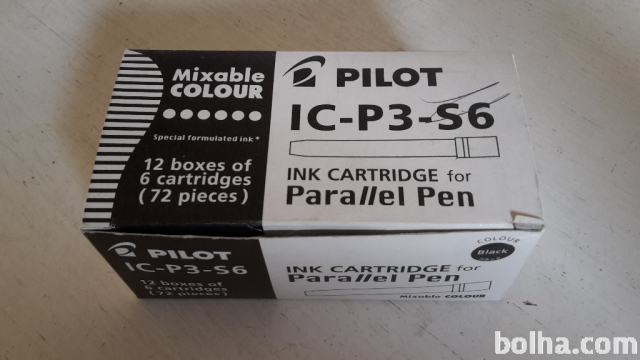 Mixable
COLOUR
Special formulated ink*
12 boxes of
6 cartridges
(72 pieces)
PILOT
IC-P3-S6
INK CARTRIDGE for
Parallel Pen
PILOT
IC-P3-S6
12 boxes of
6 cartridges
(72 pieces)
INK CARTRIDGE for
Parallel Pen
Mixable COLOUR
COLOUR
Black
bolha.com